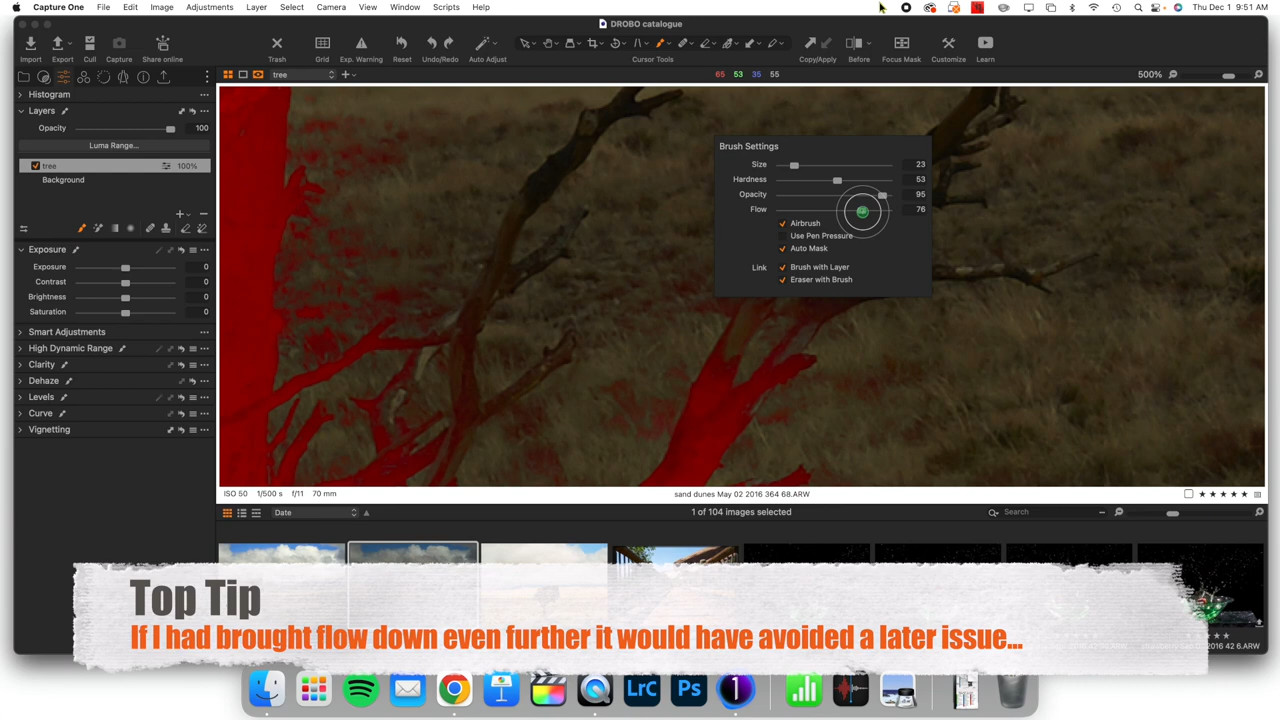 Capture One File Edit Image Adjustments Layer Select Camera View Window Scripts Help Thu Dec 1 9:51 AM
DROBO catalogue
Import Export Cull Capture Share online Trash Grid Exp. Warning Reset Undo/Redo Auto Adjust Cursor Tools Copy/Apply Before Focus Mask Customize Learn
tree 65 53 35 55 500%
Histogram
Layers
Opacity 100
Luma Range...
tree 100%
Background
Exposure
Exposure 0
Contrast 0
Brightness 0
Saturation 0
Smart Adjustments
High Dynamic Range
Clarity
Dehaze
Levels
Curve
Vignetting
Brush Settings
Size 23
Hardness 53
Opacity 95
Flow 76
Airbrush
Use Pen Pressure
Auto Mask
Link Brush with Layer
Eraser with Brush
ISO 50 1/500 s f/11 70 mm sand dunes May 02 2016 364 68.ARW
Date 1 of 104 images selected Search
Top Tip
If I had brought flow down even further it would have avoided a later issue...
42 6.ARW
LrC Ps 1